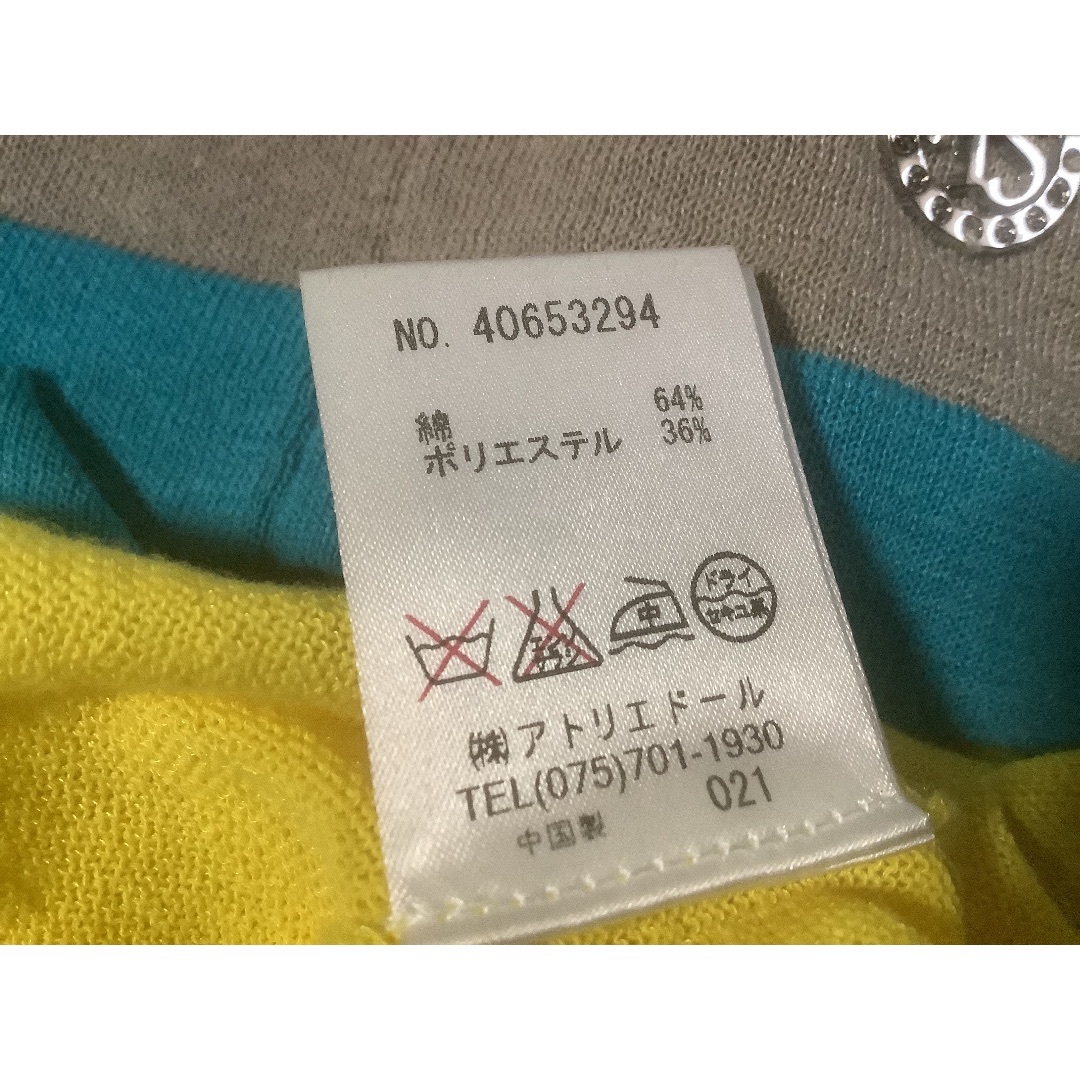 NO. 40653294
綿 64%
ポリエステル 36%
中
ドライ
セキユ系
㈱アトリエドール
TEL(075)701-1930
021
中国製